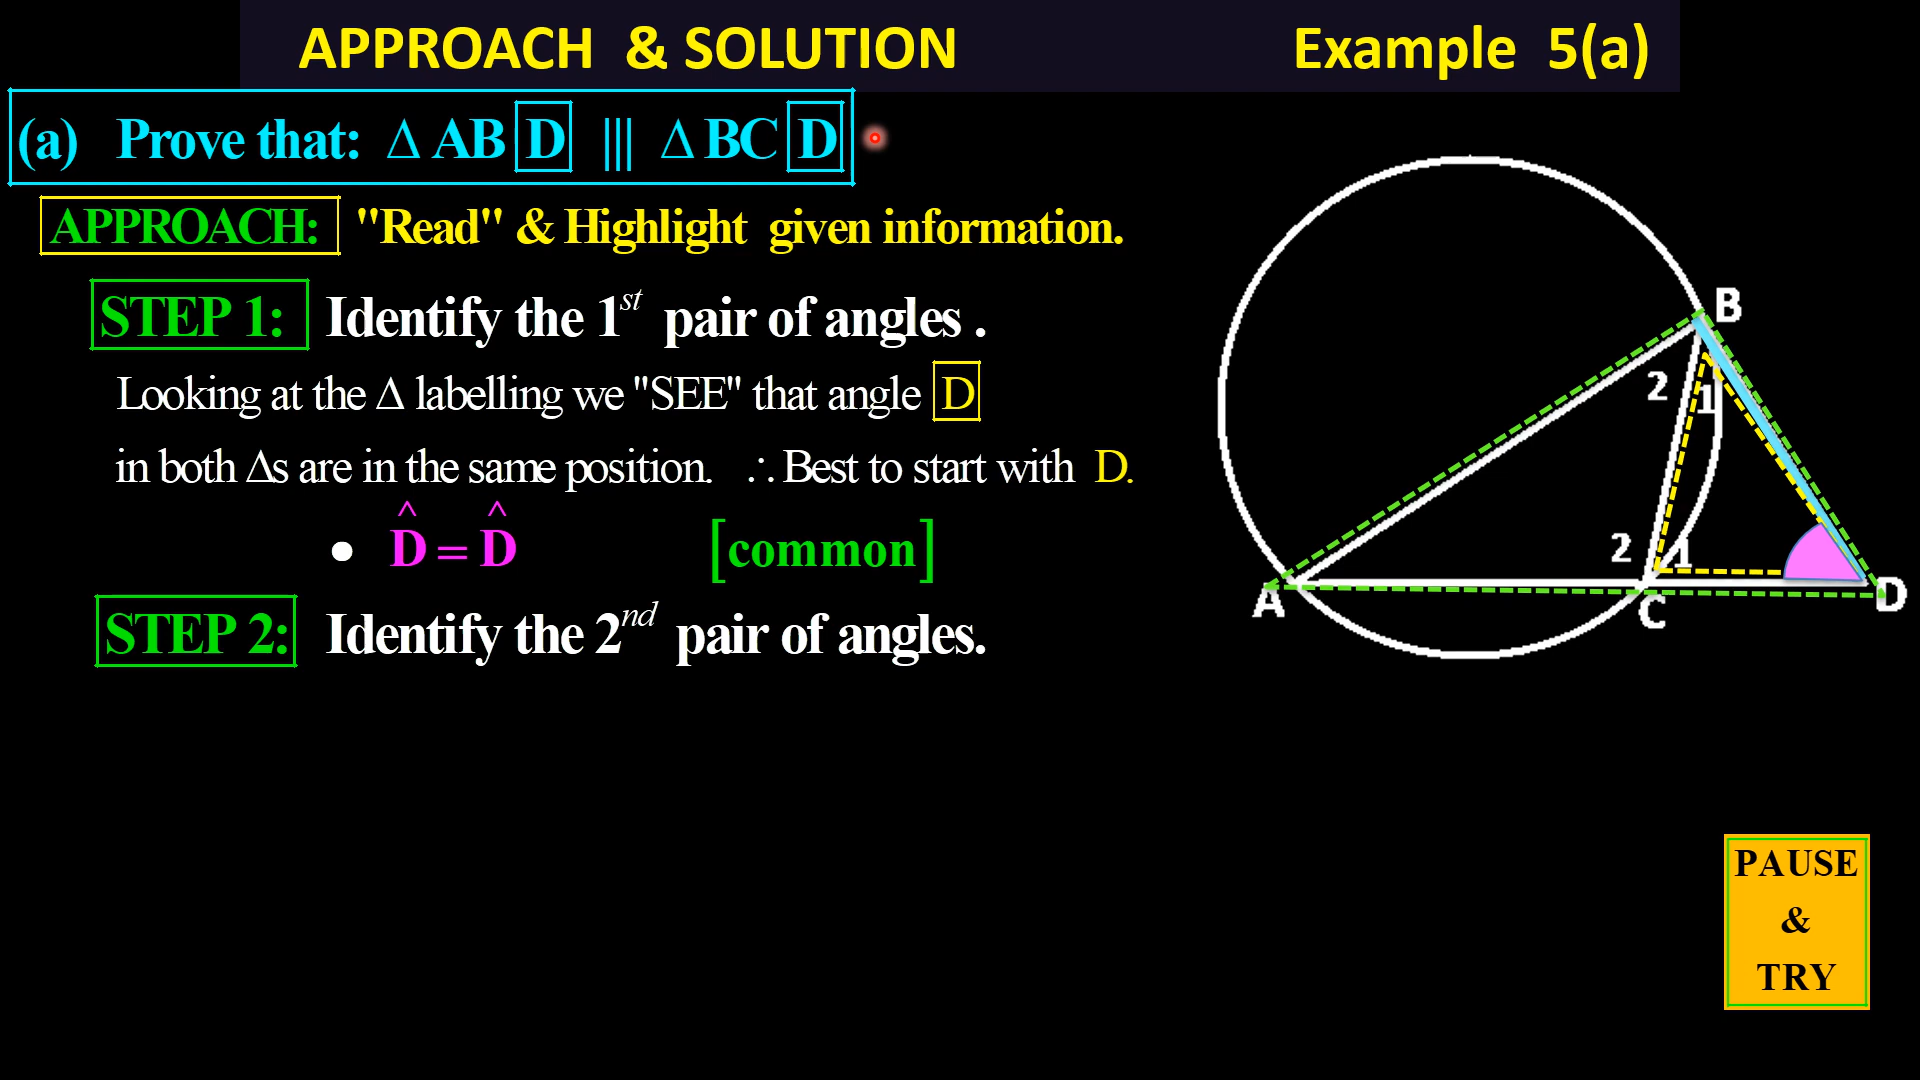 APPROACH & SOLUTION Example 5(a)
(a) Prove that: Δ AB D ||| Δ BC D
APPROACH: "Read" & Highlight given information.
STEP 1: Identify the 1st pair of angles .
Looking at the Δ labelling we "SEE" that angle D
in both Δs are in the same position. ∴ Best to start with D.
• D̂ = D̂ [common]
STEP 2: Identify the 2nd pair of angles.
B
2 1
2 1
A C D
PAUSE
&
TRY